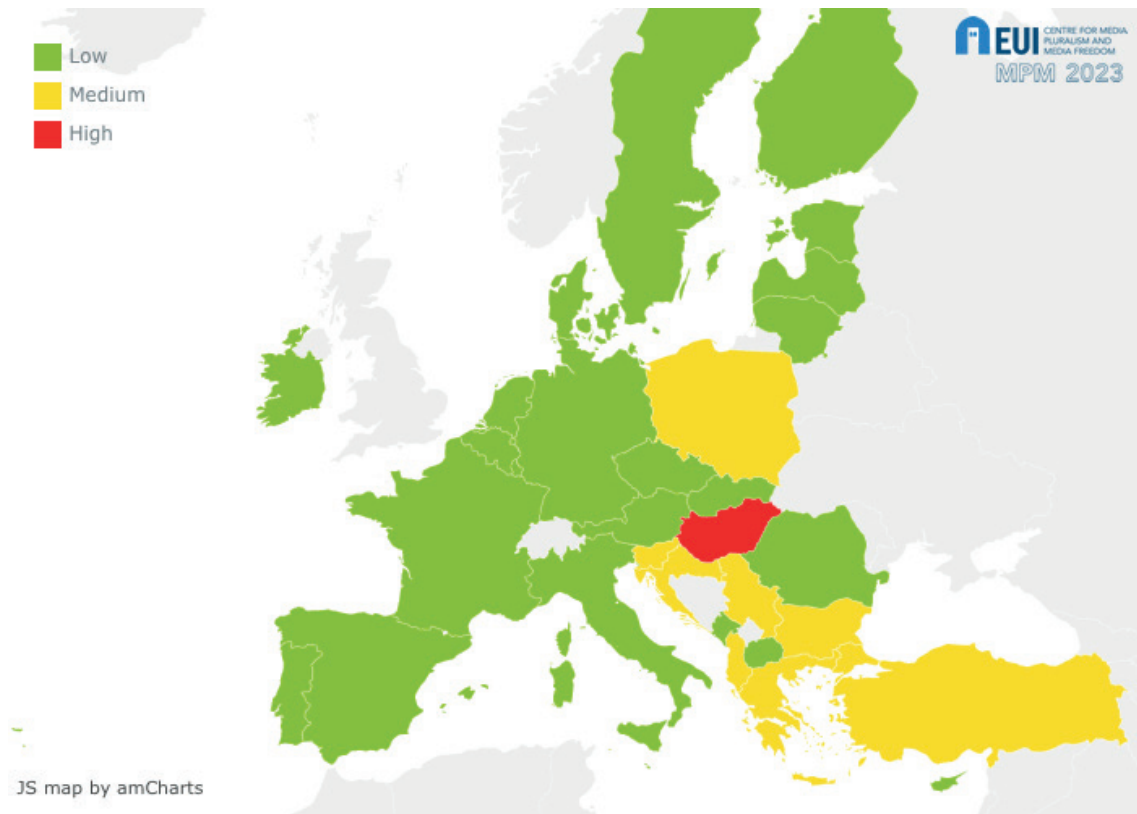 Low
Medium
High
EUI
CENTRE FOR MEDIA
PLURALISM AND
MEDIA FREEDOM
MPM 2023
JS map by amCharts